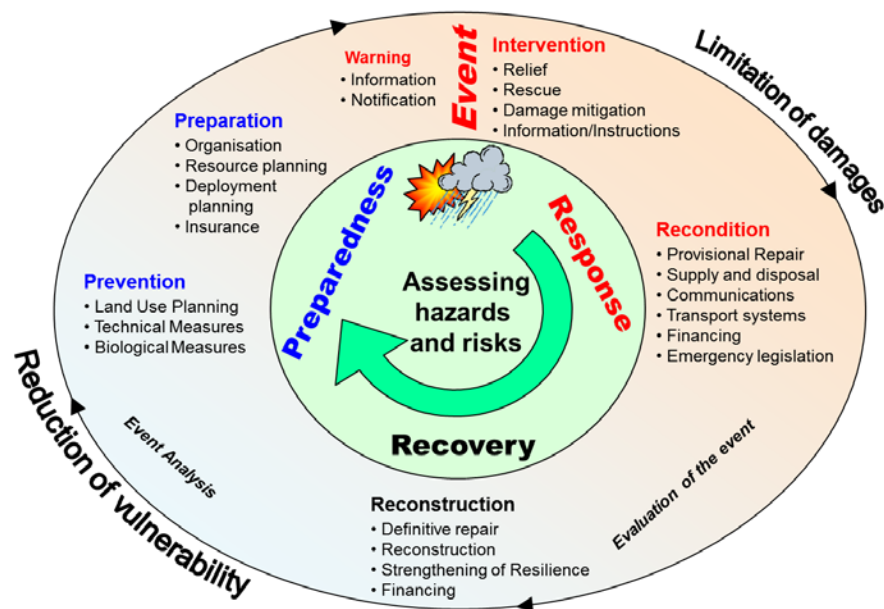 Warning
• Information
• Notification
Event
Intervention
• Relief
• Rescue
• Damage mitigation
• Information/Instructions
Limitation of damages
Preparation
• Organisation
• Resource planning
• Deployment
planning
• Insurance
Prevention
• Land Use Planning
• Technical Measures
• Biological Measures
Preparedness
Response
Assessing
hazards
and risks
Recovery
Recondition
• Provisional Repair
• Supply and disposal
• Communications
• Transport systems
• Financing
• Emergency legislation
Reduction of vulnerability
Event Analysis
Evaluation of the event
Reconstruction
• Definitive repair
• Reconstruction
• Strengthening of Resilience
• Financing